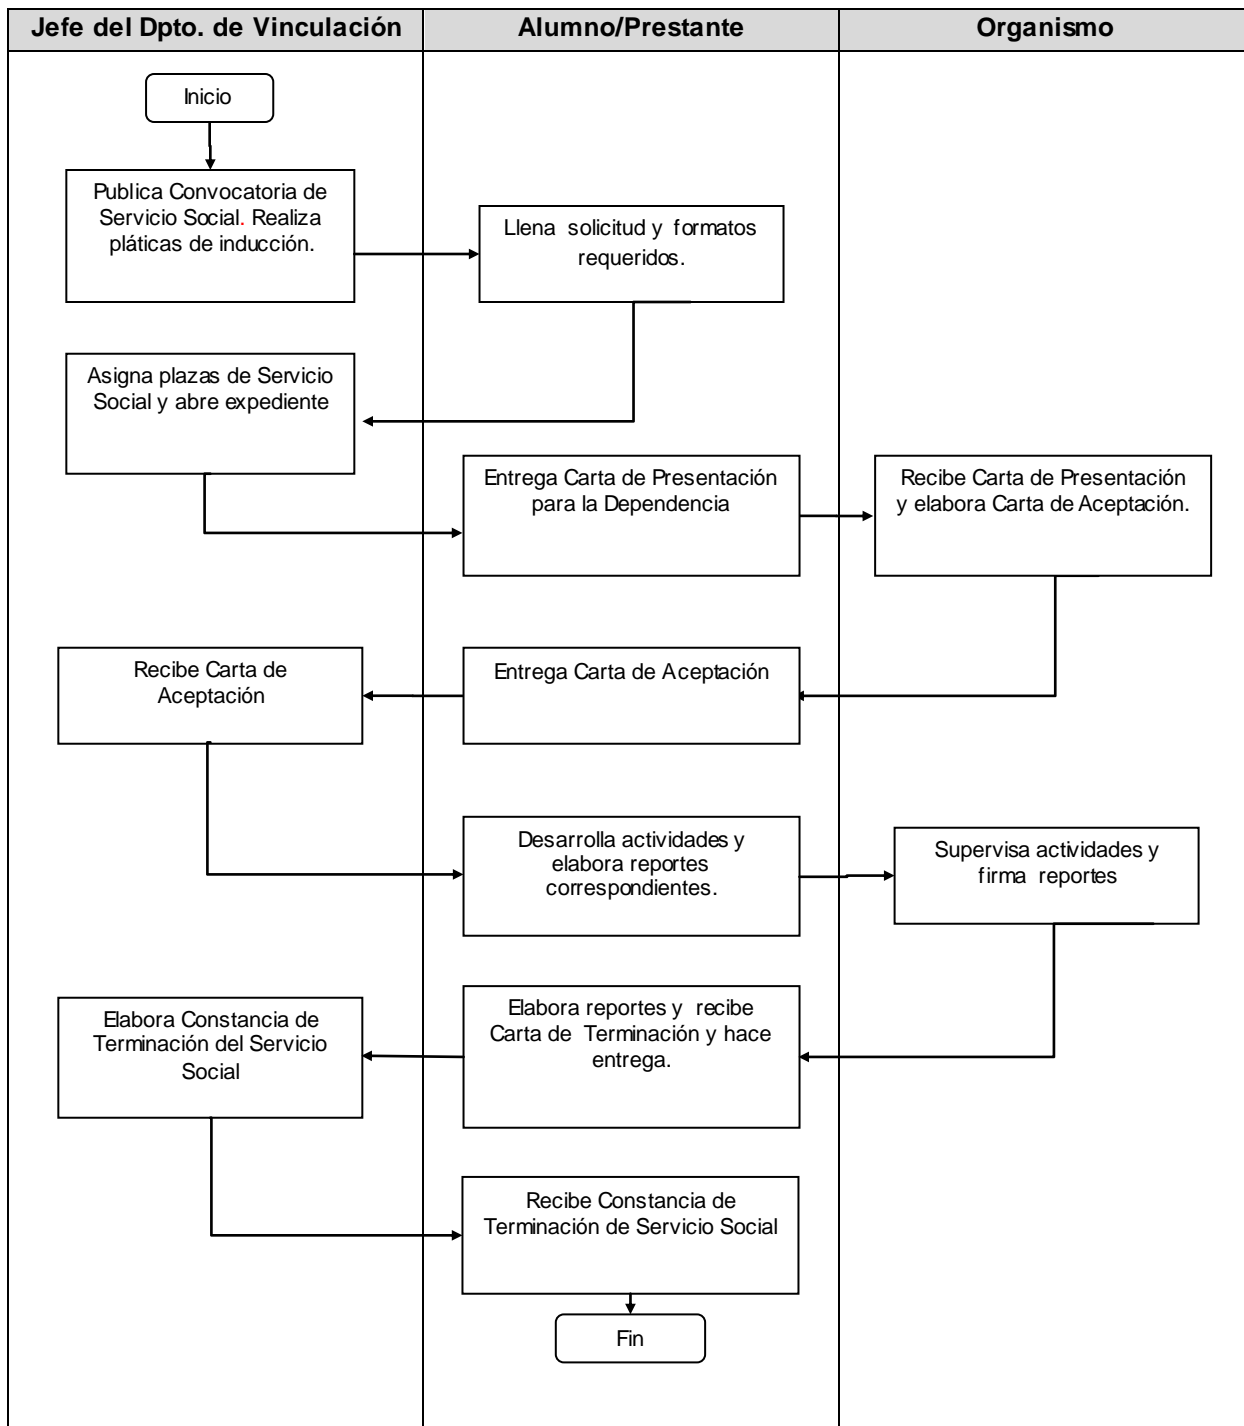 Jefe del Dpto. de Vinculación
Alumno/Prestante
Organismo
Inicio
Publica Convocatoria de
Servicio Social. Realiza
pláticas de inducción.
Llena solicitud y formatos
requeridos.
Asigna plazas de Servicio
Social y abre expediente
Entrega Carta de Presentación
para la Dependencia
Recibe Carta de Presentación
y elabora Carta de Aceptación.
Recibe Carta de
Aceptación
Entrega Carta de Aceptación
Desarrolla actividades y
elabora reportes
correspondientes.
Supervisa actividades y
firma reportes
Elabora Constancia de
Terminación del Servicio
Social
Elabora reportes y recibe
Carta de Terminación y hace
entrega.
Recibe Constancia de
Terminación de Servicio Social
Fin